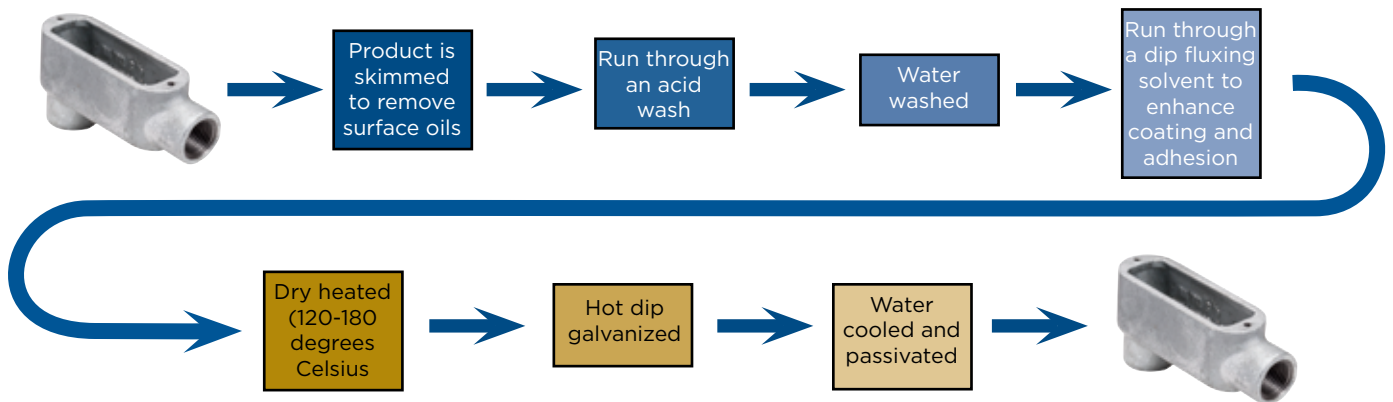 Product is
skimmed
to remove
surface oils
Run through
an acid
wash
Water
washed
Run through
a dip fluxing
solvent to
enhance
coating and
adhesion
Dry heated
(120-180
degrees
Celsius
Hot dip
galvanized
Water
cooled and
passivated